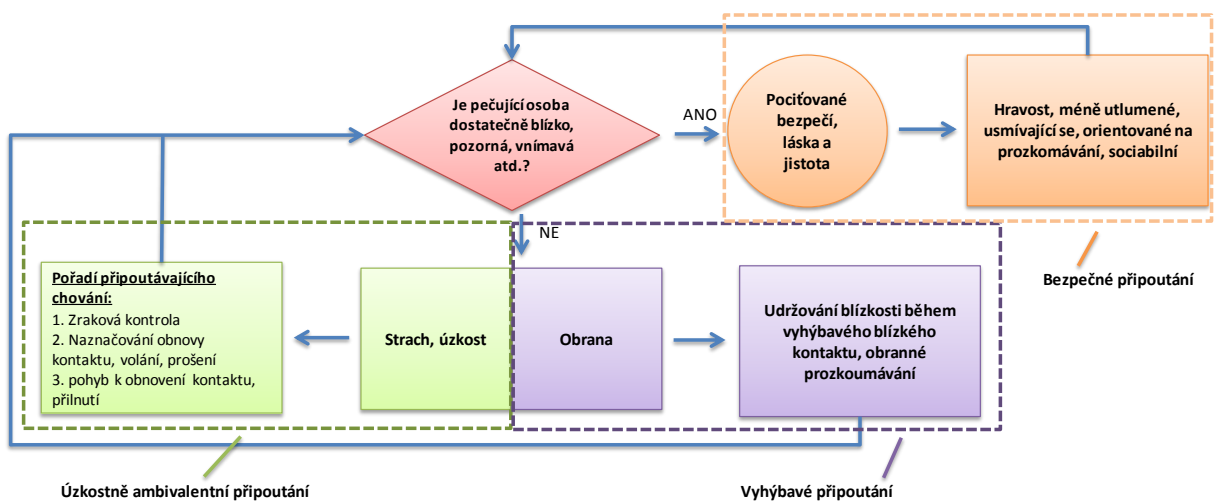 Je pečující osoba
dostatečně blízko,
pozorná, vnímavá
atd.?
ANO
Pociťované
bezpečí,
láska a
jistota
Hravost, méně utlumené,
usmívající se, orientované na
prozkomávání, sociabilní
NE
Bezpečné připoutání
Pořadí připoutávajícího
chování:
1. Zraková kontrola
2. Naznačování obnovy
kontaktu, volání, prošení
3. pohyb k obnovení kontaktu,
přilnutí
Strach, úzkost
Obrana
Udržování blízkosti během
vyhýbavého blízkého
kontaktu, obranné
prozkoumávání
Úzkostně ambivalentní připoutání
Vyhýbavé připoutání